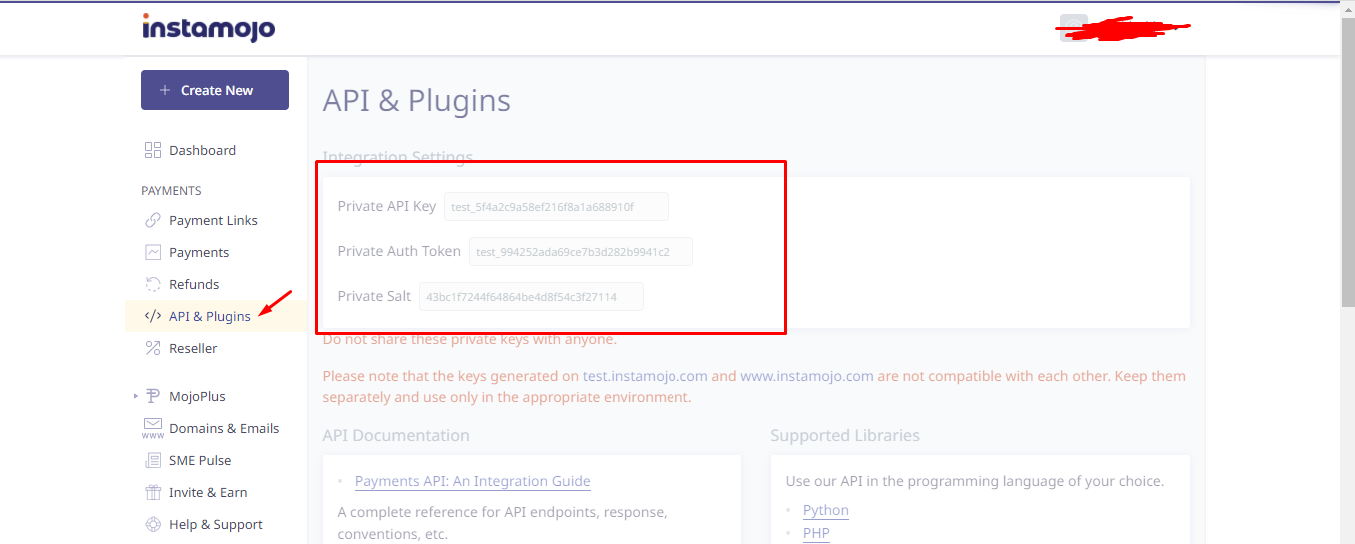 instamojo
+ Create New
Dashboard
PAYMENTS
Payment Links
Payments
Refunds
</> API & Plugins
Reseller
MojoPlus
www Domains & Emails
SME Pulse
Invite & Earn
Help & Support
API & Plugins
Integration Settings
Private API Key test_5f4a2c9a58ef216f8a1a688910f
Private Auth Token test_994252ada69ce7b3d282b9941c2
Private Salt 43bc1f7244f64864be4d8f54c3f27114
Do not share these private keys with anyone.
Please note that the keys generated on test.instamojo.com and www.instamojo.com are not compatible with each other. Keep them
separately and use only in the appropriate environment.
API Documentation
• Payments API: An Integration Guide
A complete reference for API endpoints, response,
conventions, etc.
Supported Libraries
Use our API in the programming language of your choice.
• Python
• PHP